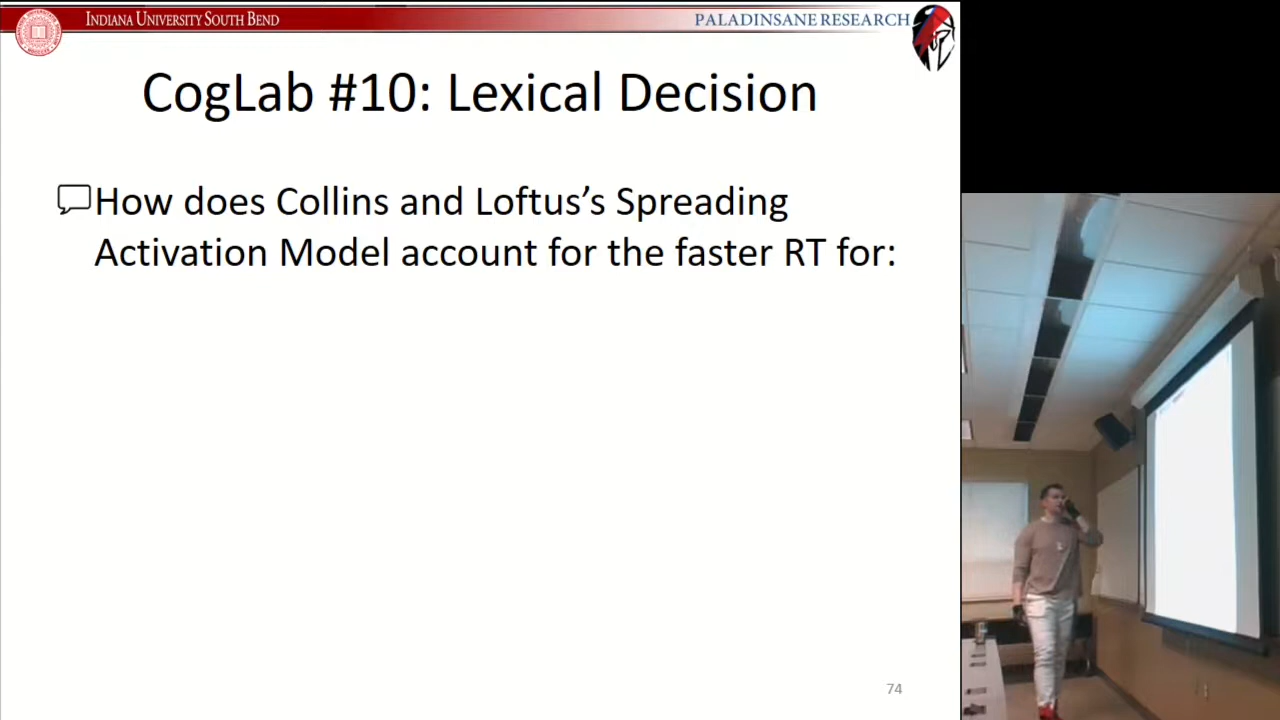 INDIANA UNIVERSITY SOUTH BEND
PALADINSANE RESEARCH
CogLab #10: Lexical Decision
How does Collins and Loftus’s Spreading
Activation Model account for the faster RT for:
74